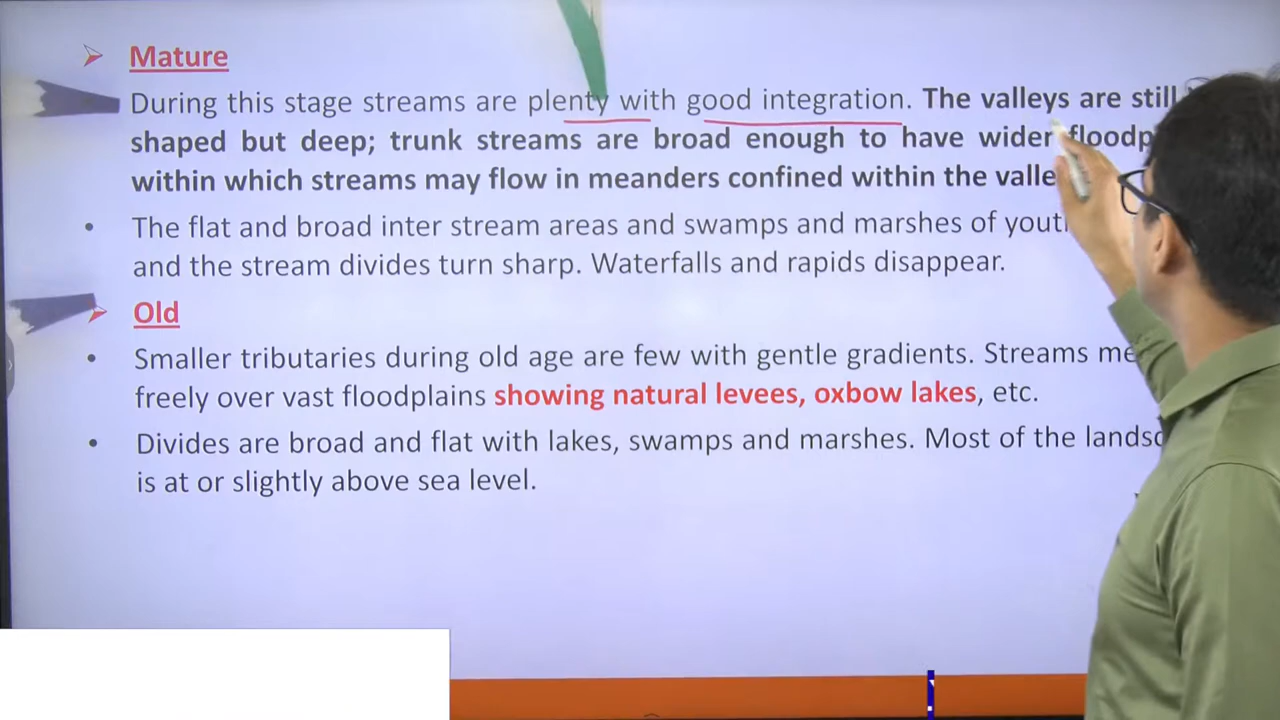 Mature
During this stage streams are plenty with good integration. The valleys are still
shaped but deep; trunk streams are broad enough to have wider
within which streams may flow in meanders confined within the
The flat and broad inter stream areas and swamps and marshes of
and the stream divides turn sharp. Waterfalls and rapids disappear.
Old
Smaller tributaries during old age are few with gentle gradients. Streams
freely over vast floodplains showing natural levees, oxbow lakes, etc.
Divides are broad and flat with lakes, swamps and marshes. Most of the
is at or slightly above sea level.